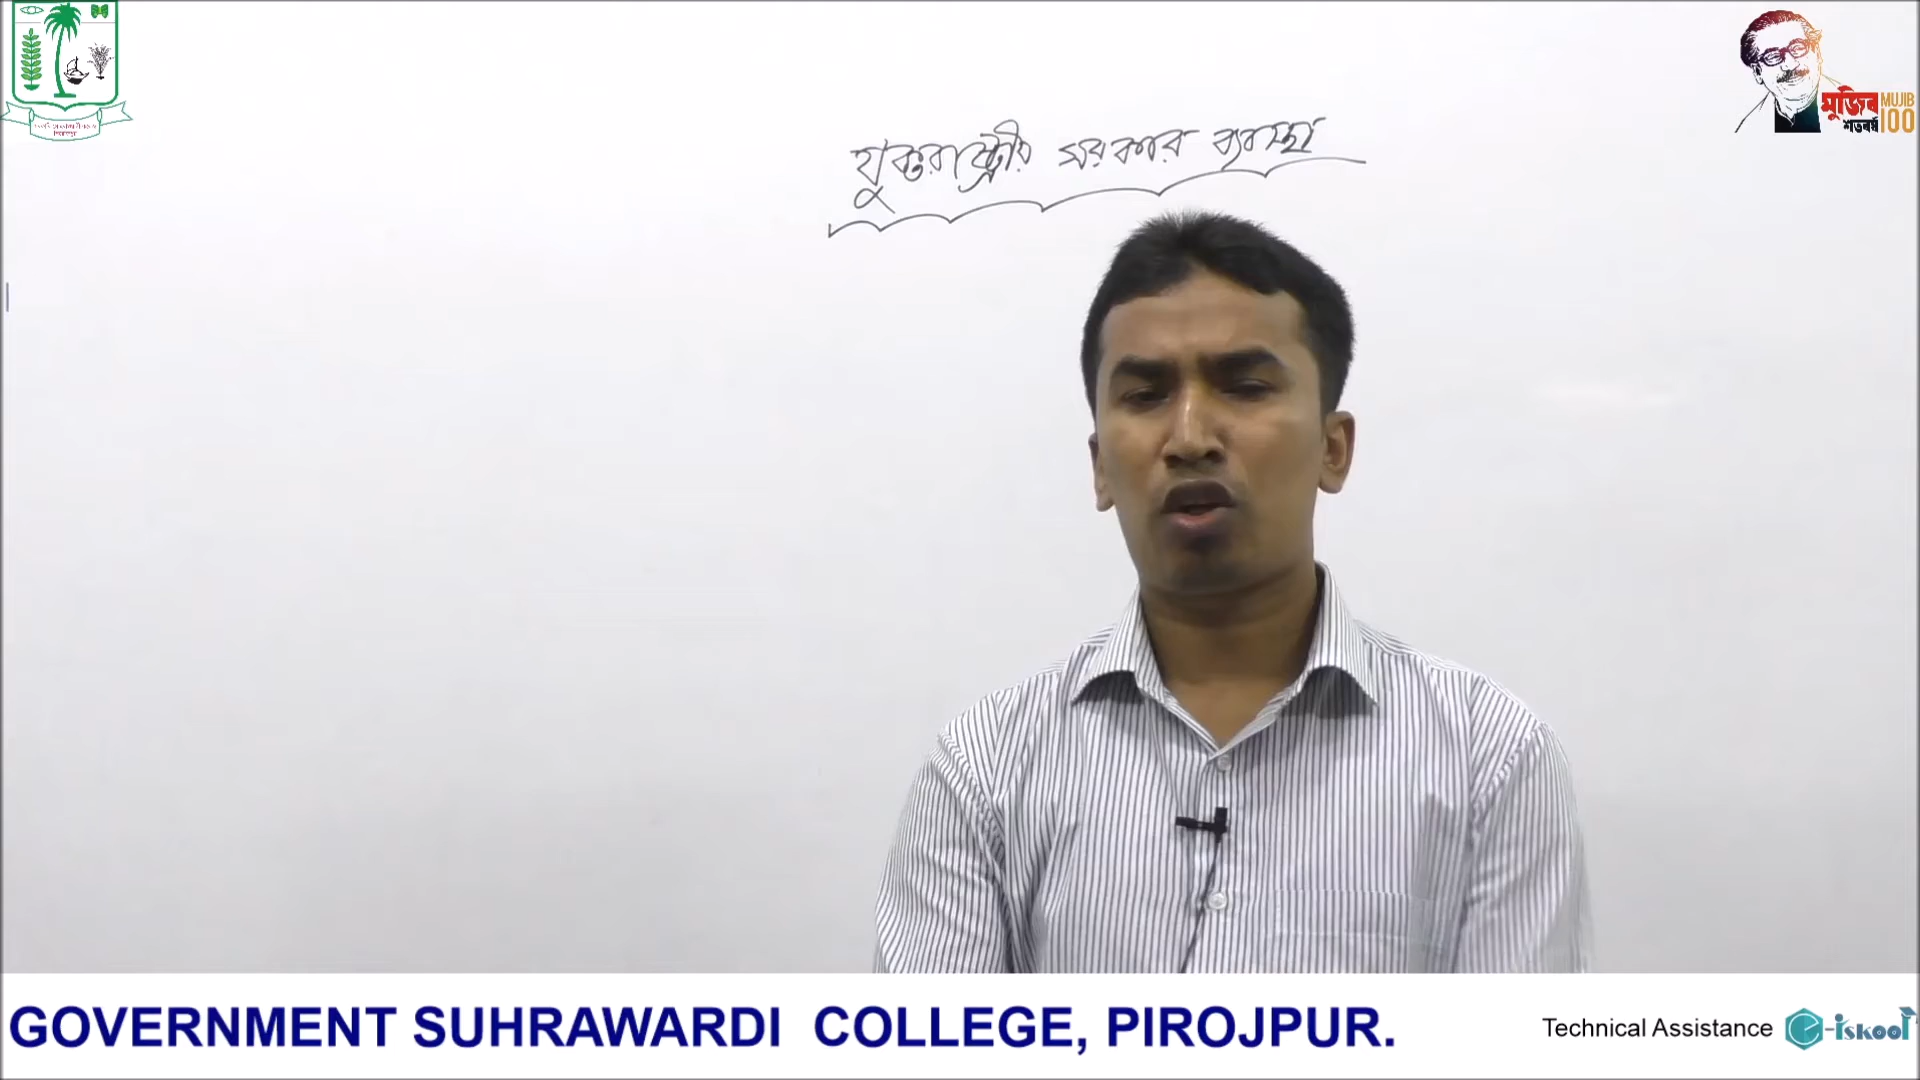 যুক্তরাষ্ট্রীয় সরকার ব্যবস্থা
মুজিব
শতবর্ষ
MUJIB
100
GOVERNMENT SUHRAWARDI COLLEGE, PIROJPUR.
Technical Assistance e-iskool